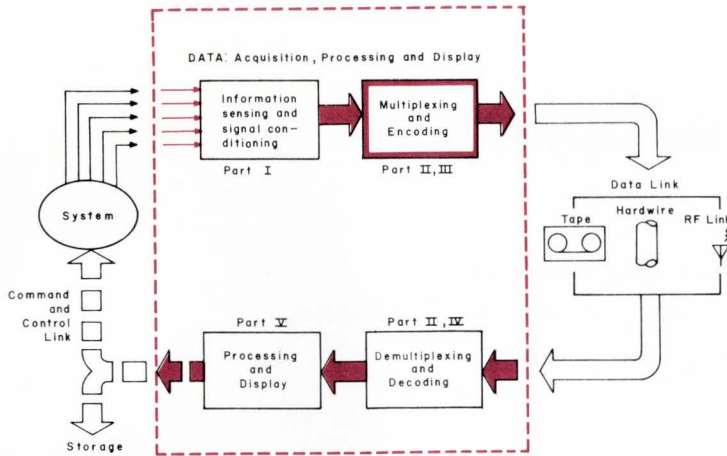 DATA: Acquisition, Processing and Display
Information
sensing and
signal con-
ditioning
Part I
Multiplexing
and
Encoding
Part II, III
System
Data Link
Tape
Hardwire
RF Link
Command
and
Control
Link
Part V
Processing
and
Display
Part II, IV
Demultiplexing
and
Decoding
Storage